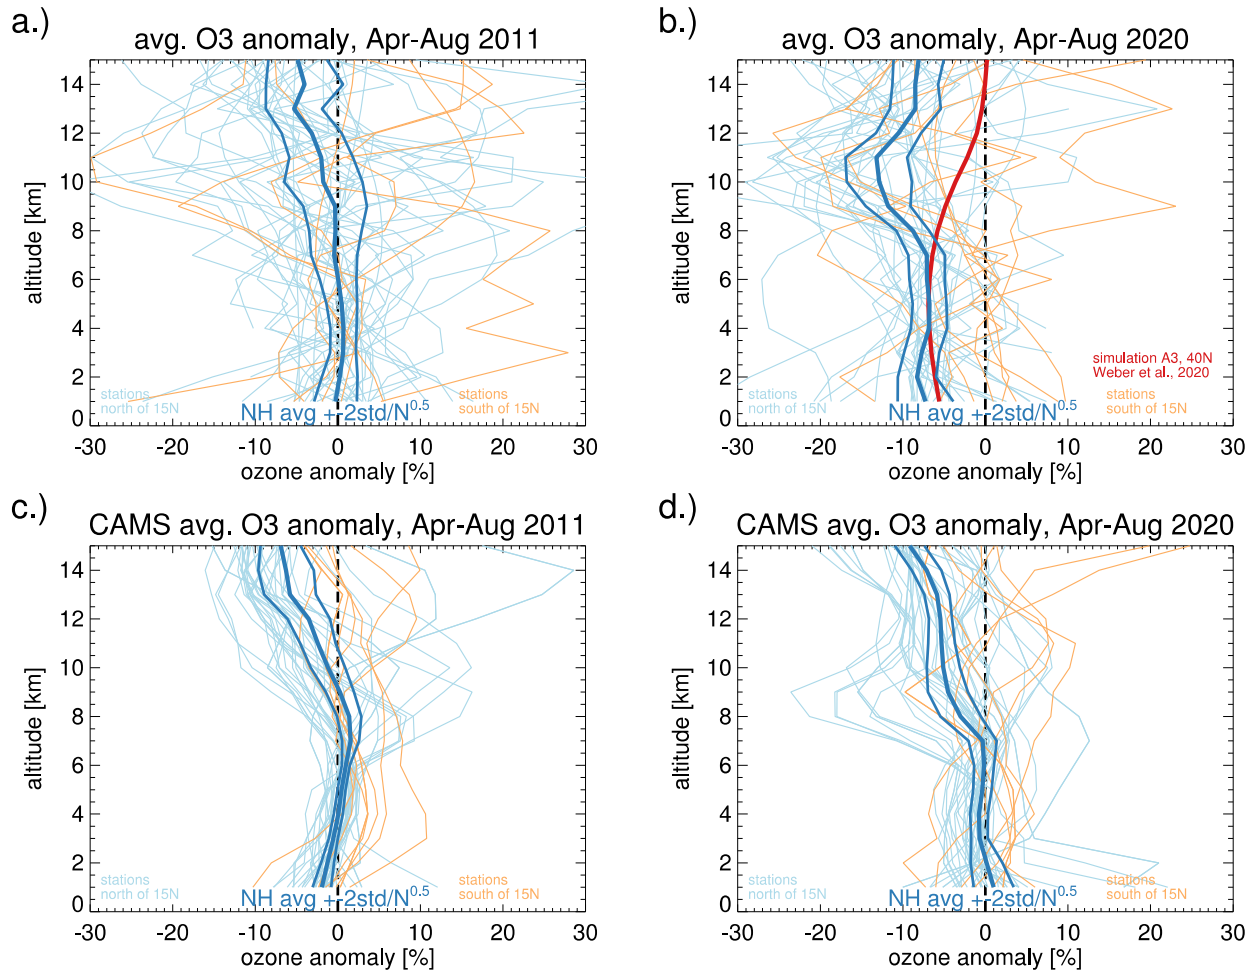 a.)
avg. O3 anomaly, Apr-Aug 2011
14
12
10
8
6
4
2
0
altitude [km]
stations
north of 15N
NH avg +-2std/N^0.5
stations
south of 15N
-30 -20 -10 0 10 20 30
ozone anomaly [%]
b.)
avg. O3 anomaly, Apr-Aug 2020
14
12
10
8
6
4
2
0
altitude [km]
simulation A3, 40N
Weber et al., 2020
stations
north of 15N
NH avg +-2std/N^0.5
stations
south of 15N
-30 -20 -10 0 10 20 30
ozone anomaly [%]
c.)
CAMS avg. O3 anomaly, Apr-Aug 2011
14
12
10
8
6
4
2
0
altitude [km]
stations
north of 15N
NH avg +-2std/N^0.5
stations
south of 15N
-30 -20 -10 0 10 20 30
ozone anomaly [%]
d.)
CAMS avg. O3 anomaly, Apr-Aug 2020
14
12
10
8
6
4
2
0
altitude [km]
stations
north of 15N
NH avg +-2std/N^0.5
stations
south of 15N
-30 -20 -10 0 10 20 30
ozone anomaly [%]